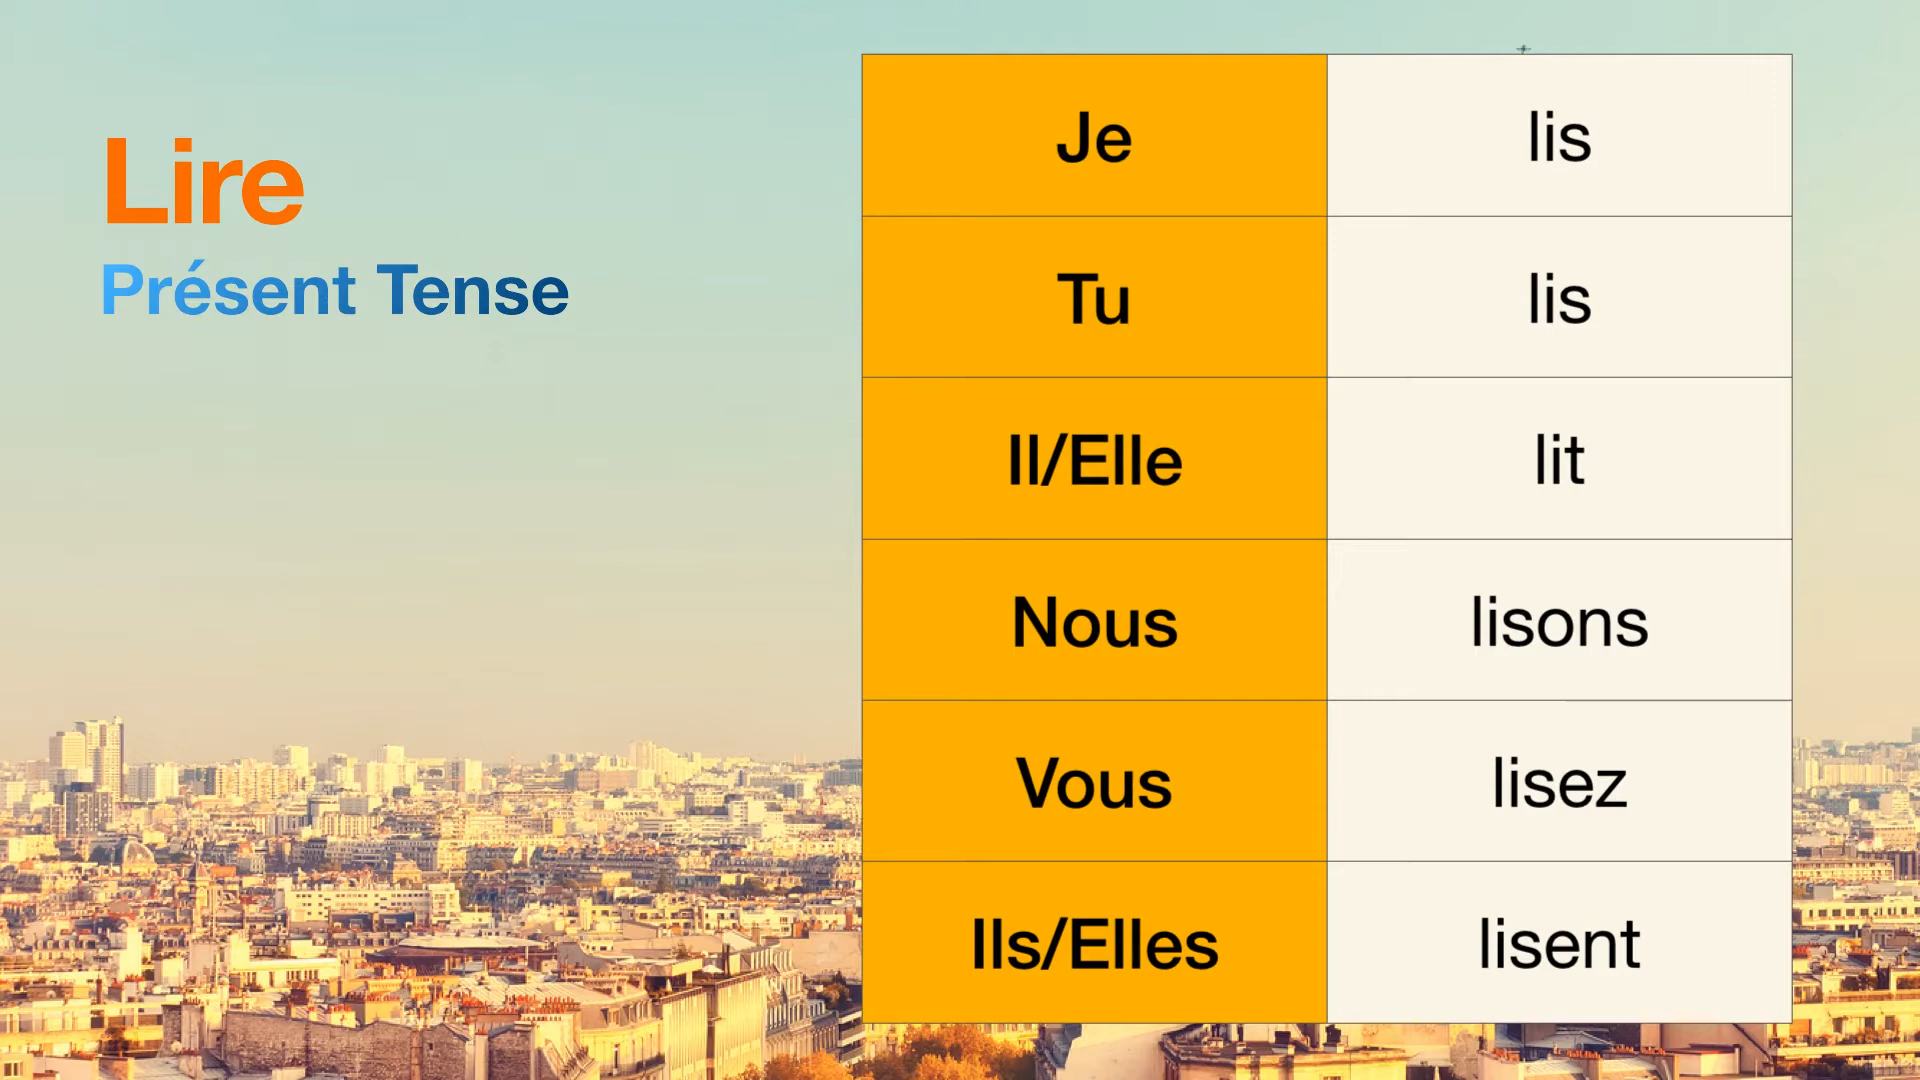 Lire
Présent Tense
Je lis
Tu lis
Il/Elle lit
Nous lisons
Vous lisez
Ils/Elles lisent